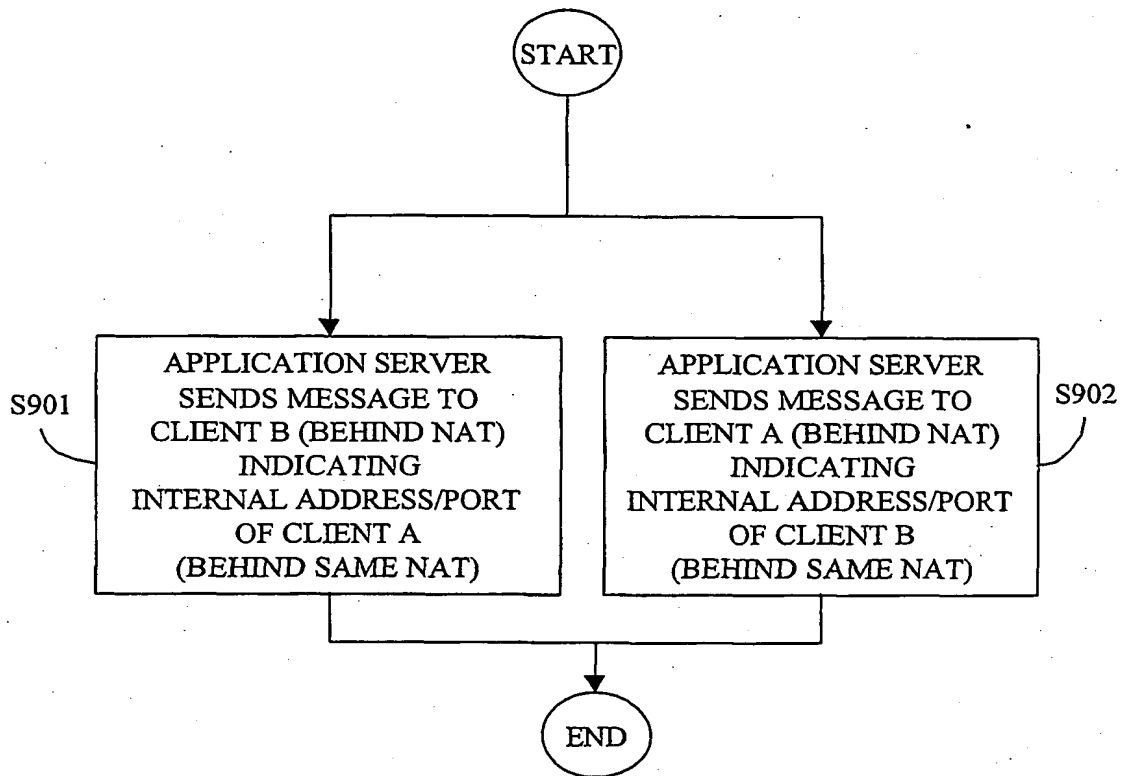 START
S901
APPLICATION SERVER
SENDS MESSAGE TO
CLIENT B (BEHIND NAT)
INDICATING
INTERNAL ADDRESS/PORT
OF CLIENT A
(BEHIND SAME NAT)
APPLICATION SERVER
SENDS MESSAGE TO
CLIENT A (BEHIND NAT)
INDICATING
INTERNAL ADDRESS/PORT
OF CLIENT B
(BEHIND SAME NAT)
S902
END